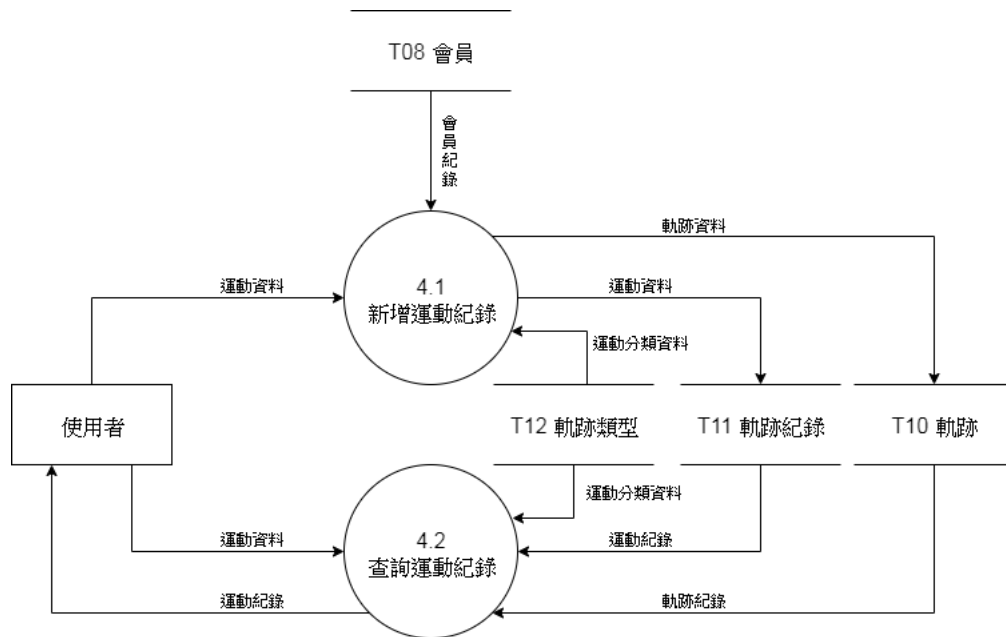 T08 會員
會員紀錄
軌跡資料
運動資料
4.1
新增運動紀錄
運動資料
運動分類資料
使用者
T12 軌跡類型
T11 軌跡紀錄
T10 軌跡
運動分類資料
運動資料
4.2
查詢運動紀錄
運動紀錄
運動紀錄
軌跡紀錄